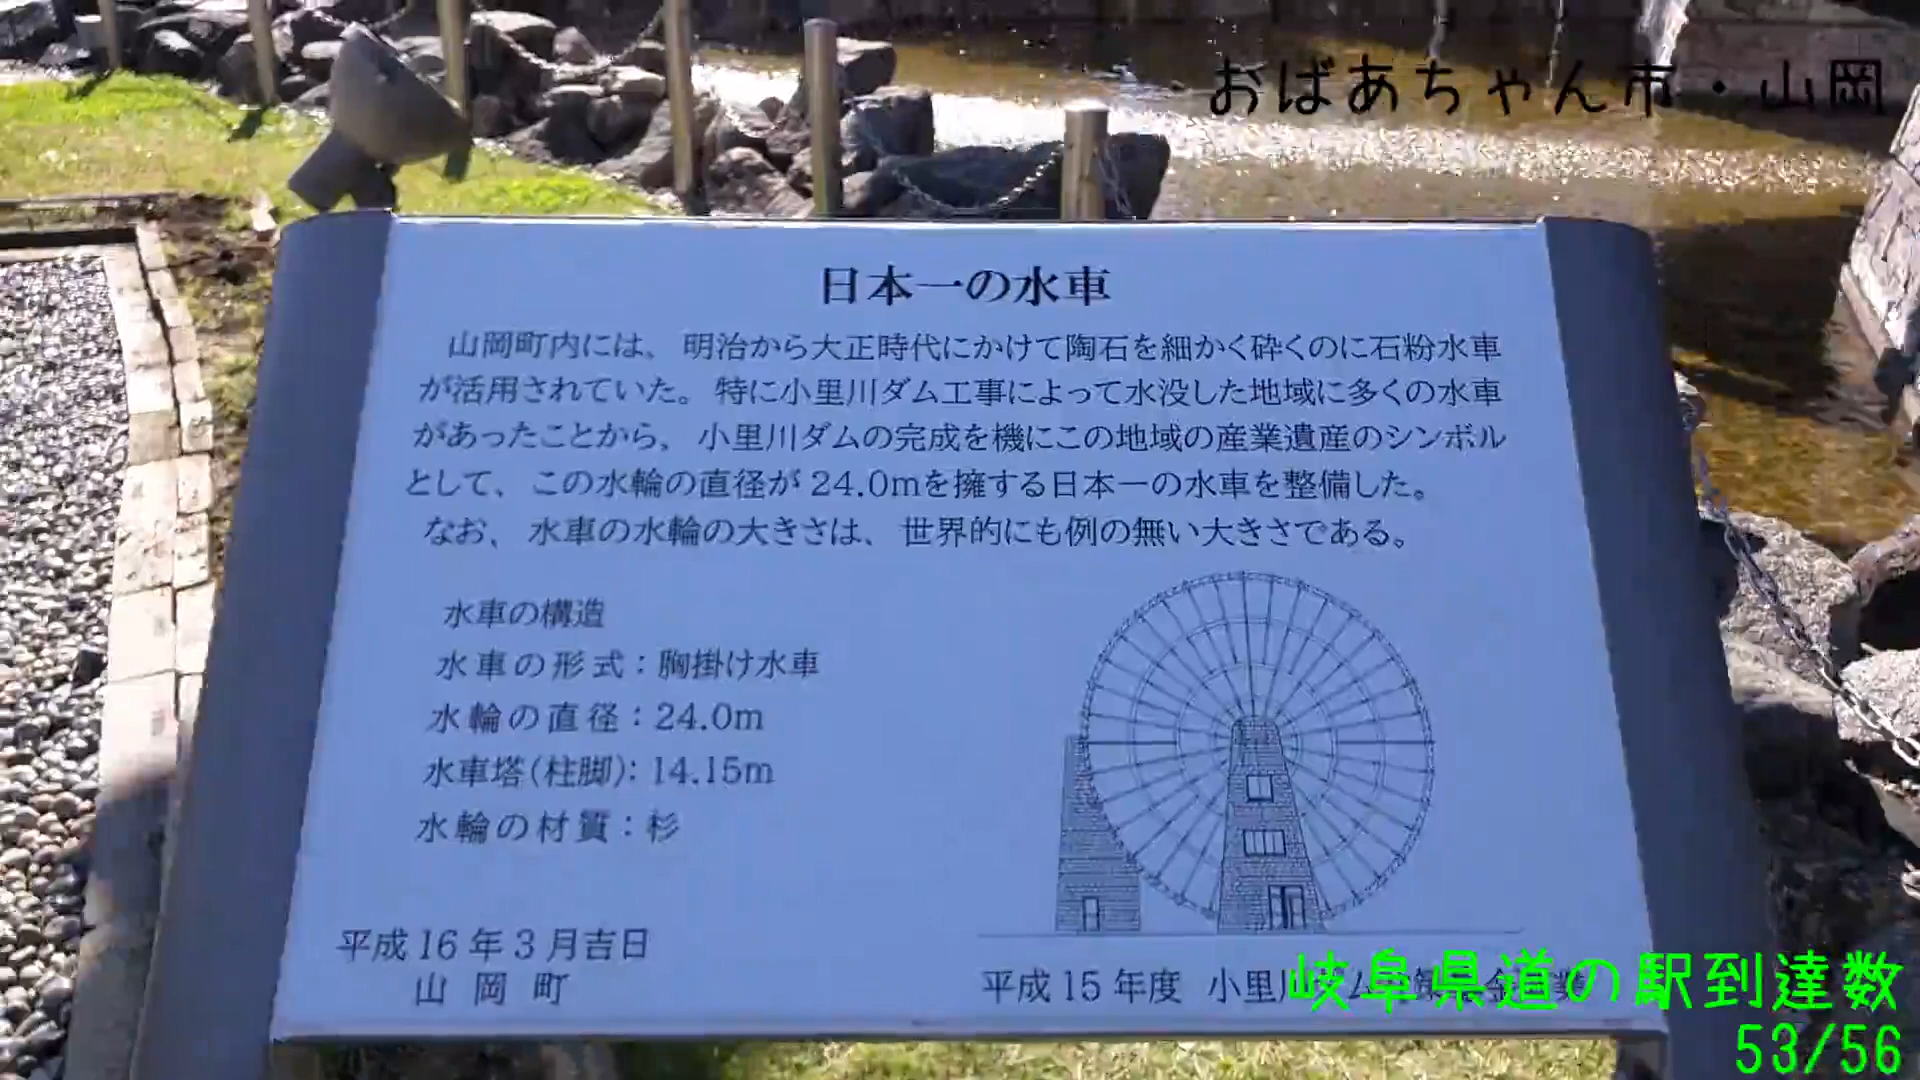 おばあちゃん市・山岡
日本一の水車
山岡町内には、明治から大正時代にかけて陶石を細かく砕くのに石粉水車
が活用されていた。特に小里川ダム工事によって水没した地域に多くの水車
があったことから、小里川ダムの完成を機にこの地域の産業遺産のシンボル
として、この水輪の直径が24.0mを擁する日本一の水車を整備した。
なお、水車の水輪の大きさは、世界的にも例の無い大きさである。
水車の構造
水車の形式:胸掛け水車
水輪の直径:24.0m
水車塔(柱脚):14.15m
水輪の材質:杉
平成16年3月吉日
山岡町
平成15年度 小里川
岐阜県道の駅到達数
53/56